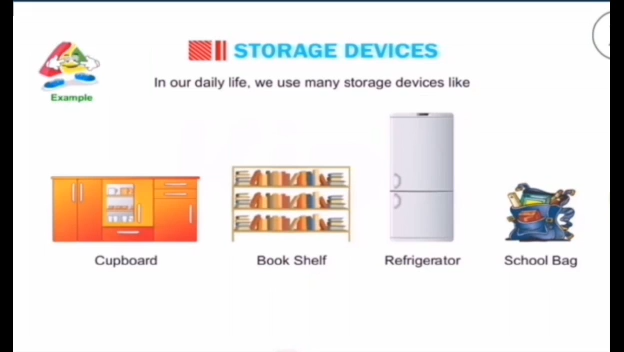 STORAGE DEVICES
In our daily life, we use many storage devices like
Example
Cupboard
Book Shelf
Refrigerator
School Bag